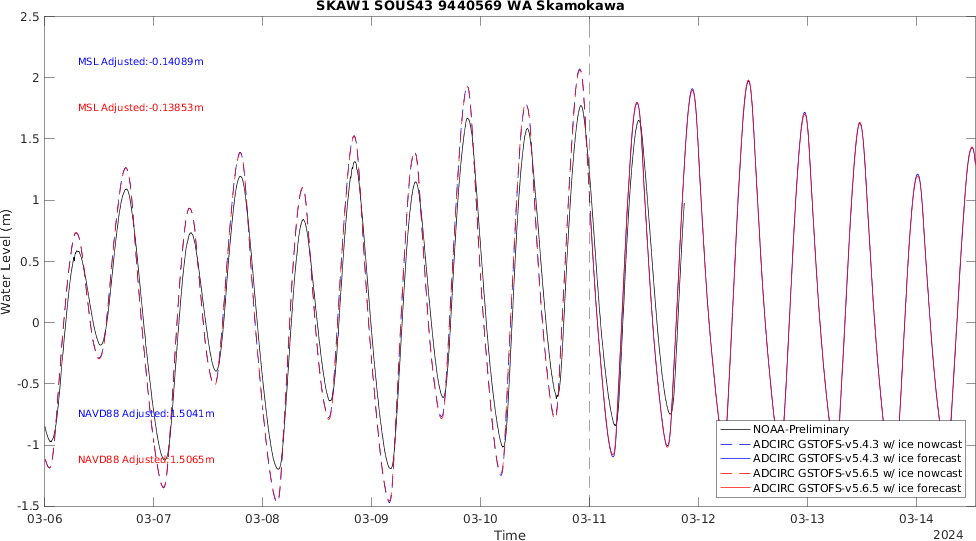 SKAW1 SOUS43 9440569 WA Skamokawa
2.5
2
1.5
1
0.5
0
-0.5
-1
-1.5
Water Level (m)
MSL Adjusted:-0.14089m
MSL Adjusted:-0.13853m
NAVD88 Adjusted:1.5041m
NAVD88 Adjusted:1.5065m
NOAA-Preliminary
ADCIRC GSTOFS-v5.4.3 w/ ice nowcast
ADCIRC GSTOFS-v5.4.3 w/ ice forecast
ADCIRC GSTOFS-v5.6.5 w/ ice nowcast
ADCIRC GSTOFS-v5.6.5 w/ ice forecast
03-06 03-07 03-08 03-09 03-10 03-11 03-12 03-13 03-14
Time
2024